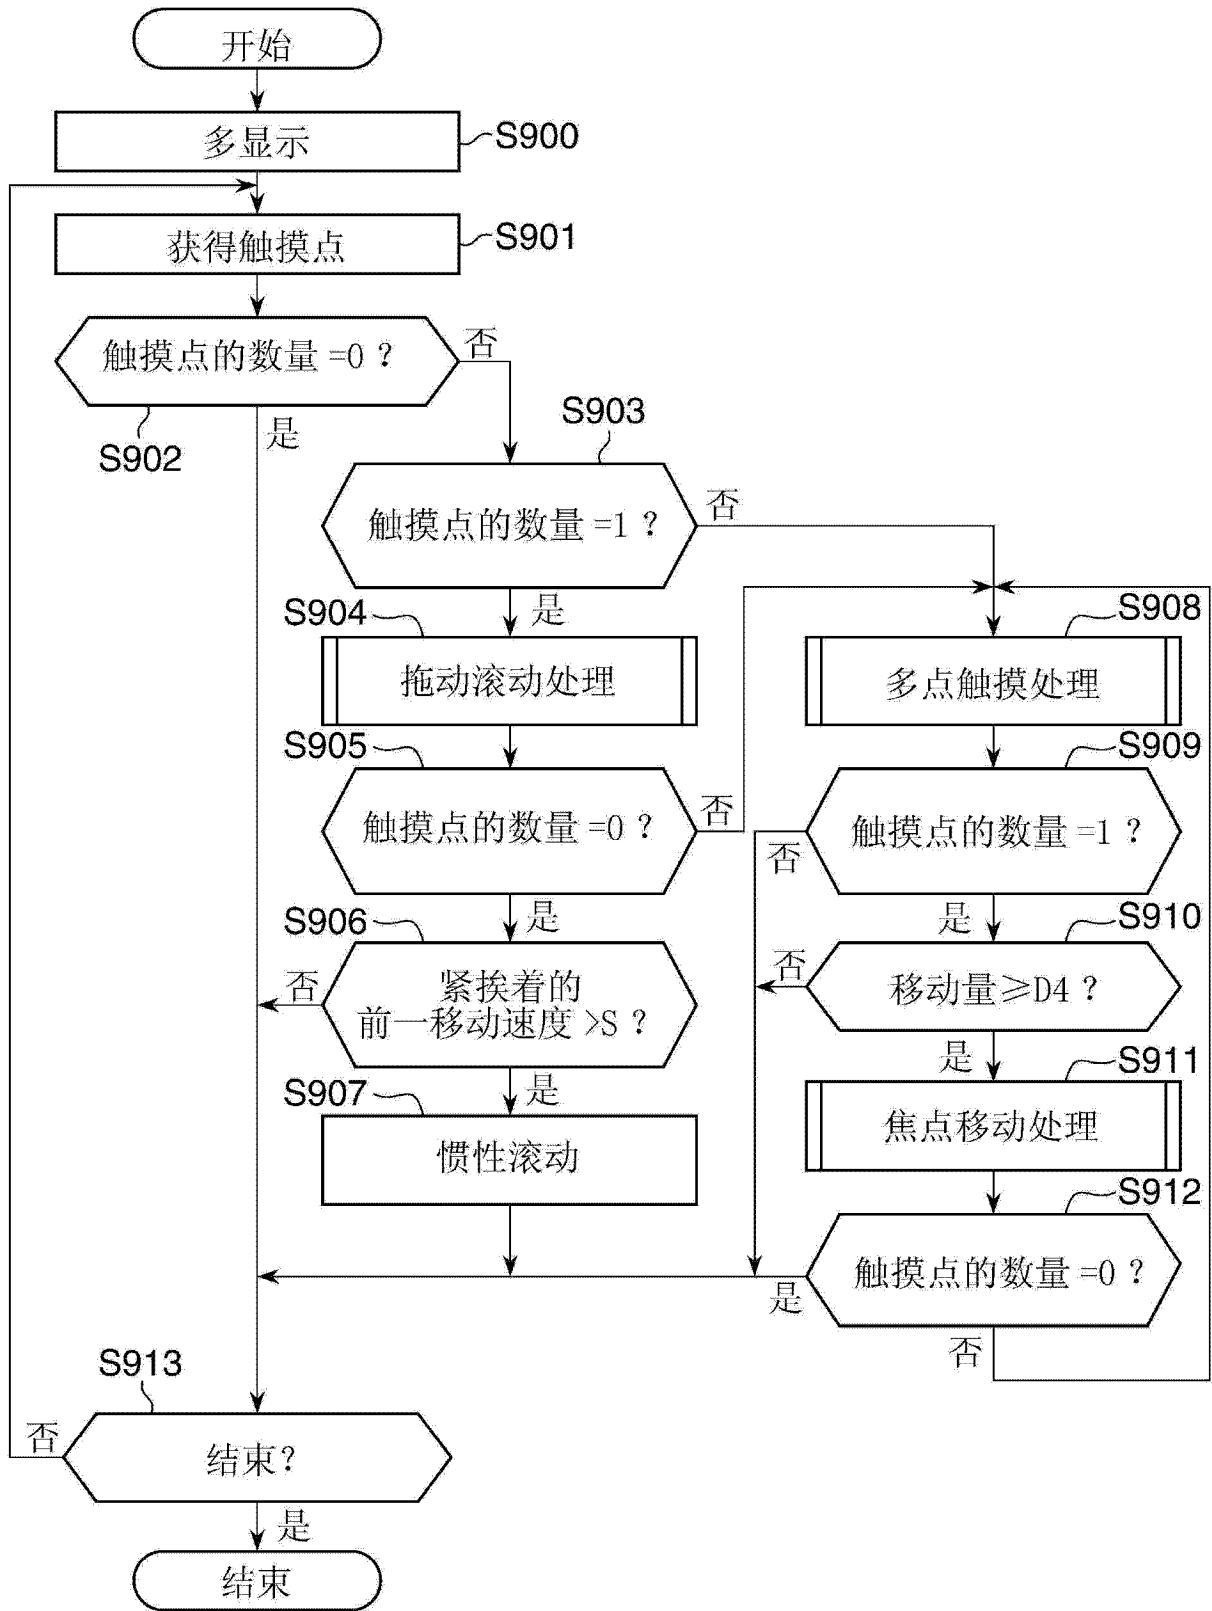 开始
多显示
S900
获得触摸点
S901
触摸点的数量=0？
否
S902
是
S903
触摸点的数量=1？
否
是
S904
拖动滚动处理
S908
多点触摸处理
S905
触摸点的数量=0？
否
S909
触摸点的数量=1？
否
是
是
S906
紧挨着的
前一移动速度>S？
否
S910
移动量≥D4？
否
是
是
S907
惯性滚动
S911
焦点移动处理
S912
触摸点的数量=0？
是
否
S913
结束？
否
是
结束